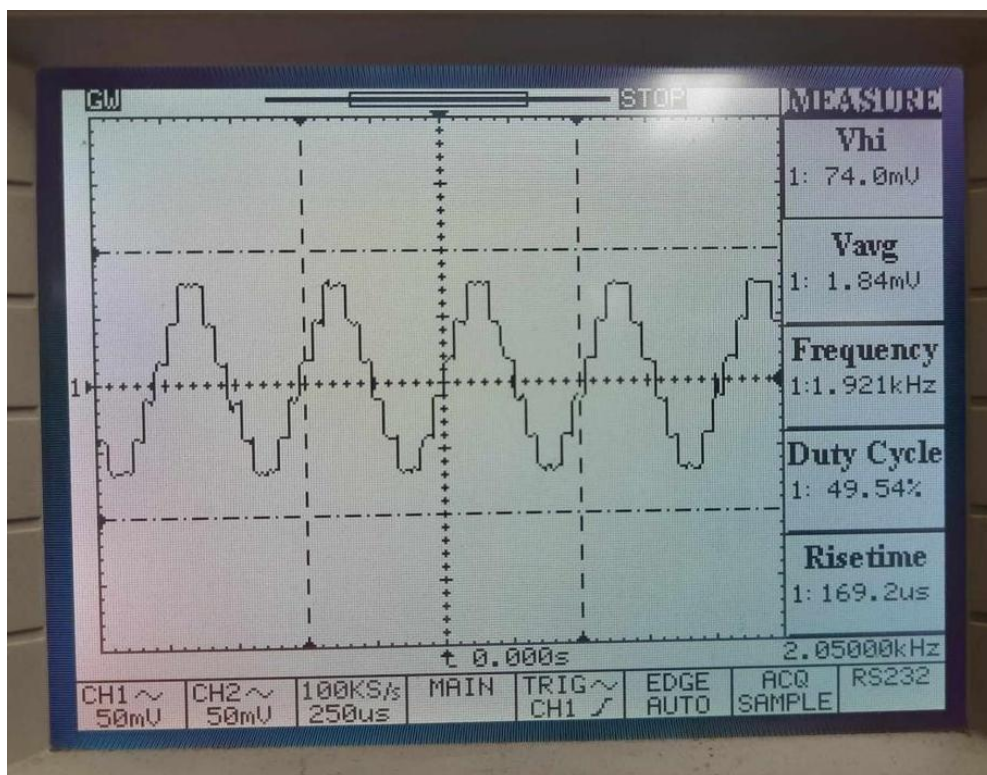 GW STOP MEASURE
Vhi
1: 74.0mV
Vavg
1: 1.84mV
Frequency
1:1.921kHz
Duty Cycle
1: 49.54%
Risetime
1:169.2us
1
t 0.000s 2.05000kHz
CH1 ~ CH2 ~ 100KS/s MAIN TRIG~ EDGE ACQ RS232
50mV 50mV 250us CH1 AUTO SAMPLE